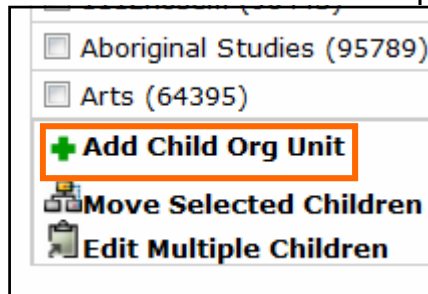 Aboriginal Studies (95789)
Arts (64395)
Add Child Org Unit
Move Selected Children
Edit Multiple Children